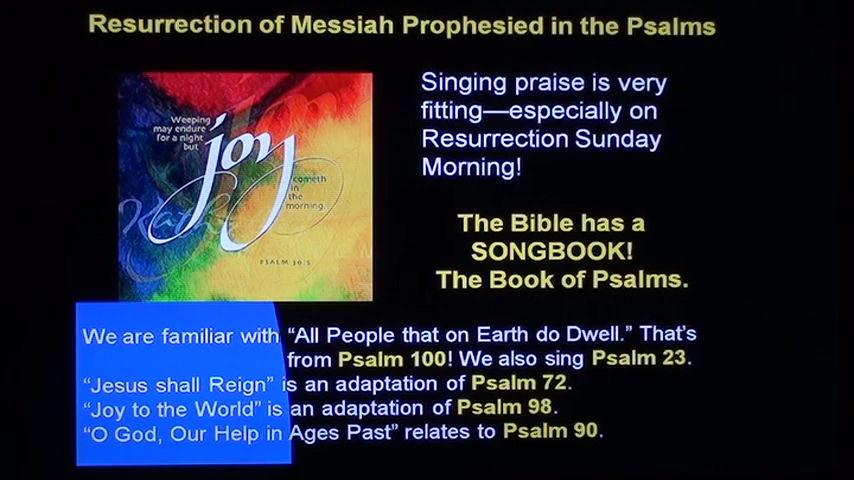 Resurrection of Messiah Prophesied in the Psalms
Weeping
may endure
for a night
but
joy
cometh
in
the
morning...
PSALM 30:5
Singing praise is very
fitting—especially on
Resurrection Sunday
Morning!
The Bible has a
SONGBOOK!
The Book of Psalms.
We are familiar with “All People that on Earth do Dwell.” That’s
from Psalm 100! We also sing Psalm 23.
“Jesus shall Reign” is an adaptation of Psalm 72.
“Joy to the World” is an adaptation of Psalm 98.
“O God, Our Help in Ages Past” relates to Psalm 90.